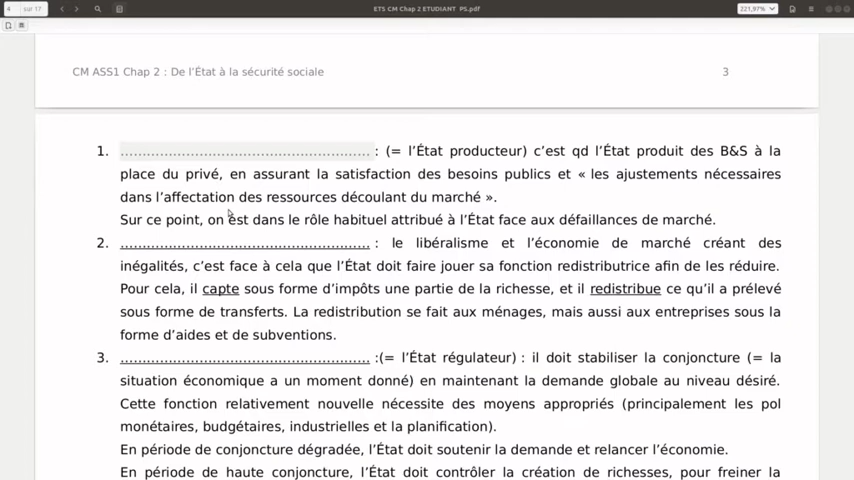 4 sur 17
ETS CM Chap 2 ETUDIANT PS.pdf
221,97%
CM ASS1 Chap 2 : De l’État à la sécurité sociale 3
1. ........................................................ : (= l’État producteur) c’est qd l’État produit des B&S à la
place du privé, en assurant la satisfaction des besoins publics et « les ajustements nécessaires
dans l’affectation des ressources découlant du marché ».
Sur ce point, on est dans le rôle habituel attribué à l’État face aux défaillances de marché.
2. ........................................................ : le libéralisme et l’économie de marché créant des
inégalités, c’est face à cela que l’État doit faire jouer sa fonction redistributrice afin de les réduire.
Pour cela, il capte sous forme d’impôts une partie de la richesse, et il redistribue ce qu’il a prélevé
sous forme de transferts. La redistribution se fait aux ménages, mais aussi aux entreprises sous la
forme d’aides et de subventions.
3. ........................................................ :(= l’État régulateur) : il doit stabiliser la conjoncture (= la
situation économique a un moment donné) en maintenant la demande globale au niveau désiré.
Cette fonction relativement nouvelle nécessite des moyens appropriés (principalement les pol
monétaires, budgétaires, industrielles et la planification).
En période de conjoncture dégradée, l’État doit soutenir la demande et relancer l’économie.
En période de haute conjoncture, l’État doit contrôler la création de richesses, pour freiner la